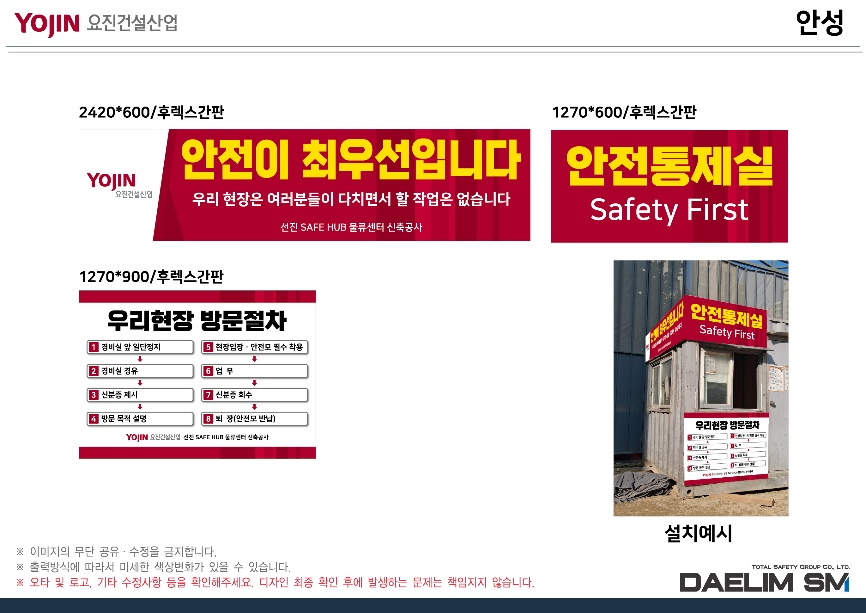 YOJIN 요진건설산업
안성
2420*600/후렉스간판
1270*600/후렉스간판
YOJIN
요진건설산업
안전이 최우선입니다
우리 현장은 여러분들이 다치면서 할 작업은 없습니다
선진 SAFE HUB 물류센터 신축공사
안전통제실
Safety First
1270*900/후렉스간판
우리현장 방문절차
1 경비실 앞 일단정지
2 경비실 경유
3 신분증 제시
4 방문 목적 설명
5 현장입장 - 안전모 필수 착용
6 업 무
7 신분증 회수
8 퇴 장(안전모 반납)
YOJIN 요진건설산업 선진 SAFE HUB 물류센터 신축공사
안전통제실
Safety First
우리현장 방문절차
설치예시
※ 이미지의 무단 공유 · 수정을 금지합니다.
※ 출력방식에 따라서 미세한 색상변화가 있을 수 있습니다.
※ 오타 및 로고, 기타 수정사항 등을 확인해주세요. 디자인 최종 확인 후에 발생하는 문제는 책임지지 않습니다.
TOTAL SAFETY GROUP CO., LTD.
DAELIM SM